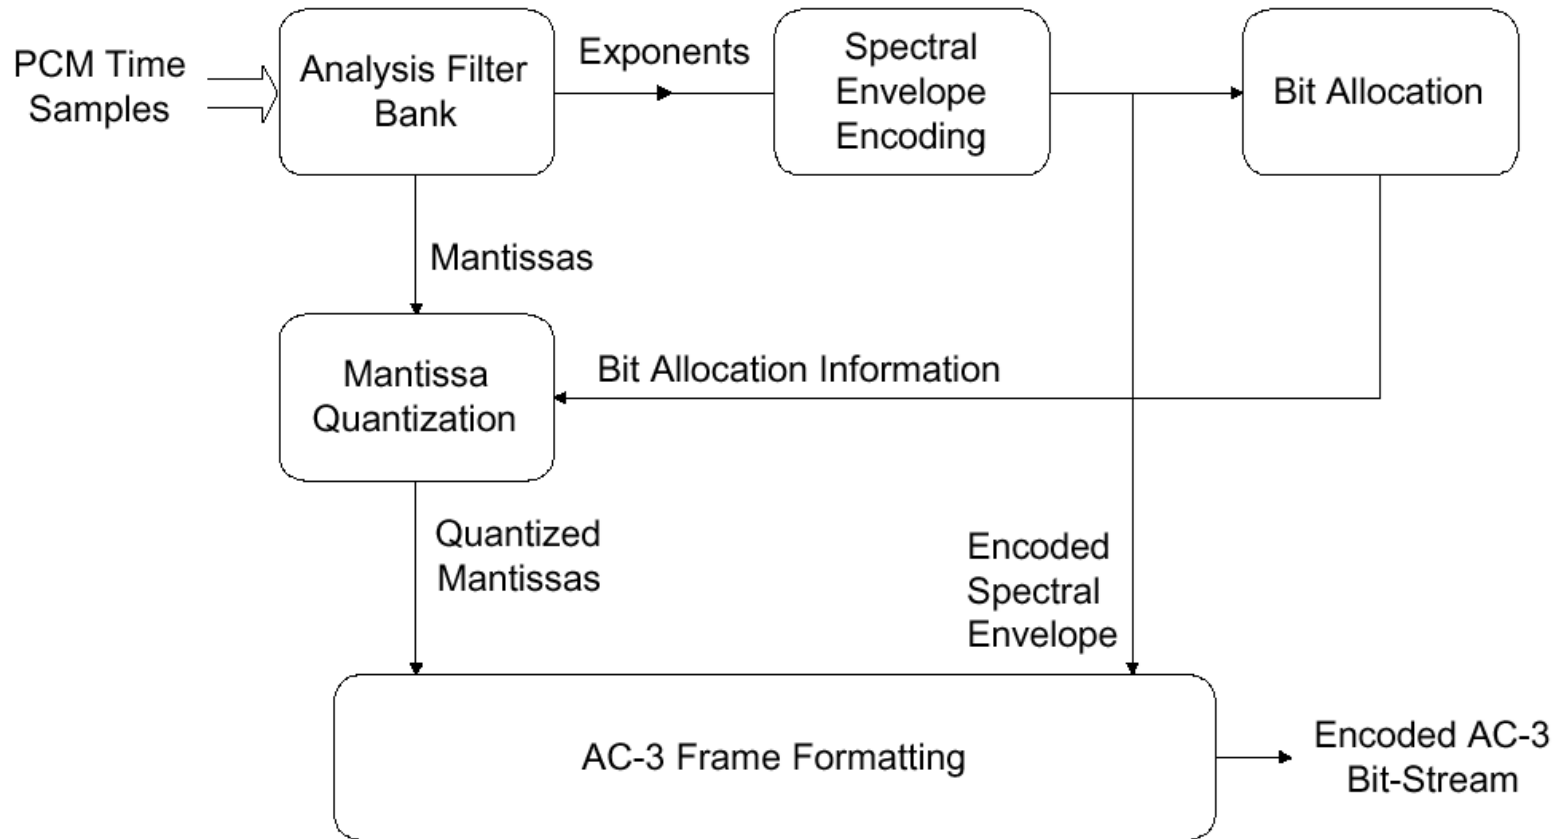 PCM Time
Samples
Analysis Filter
Bank
Exponents
Spectral
Envelope
Encoding
Bit Allocation
Mantissas
Mantissa
Quantization
Bit Allocation Information
Quantized
Mantissas
Encoded
Spectral
Envelope
AC-3 Frame Formatting
Encoded AC-3
Bit-Stream